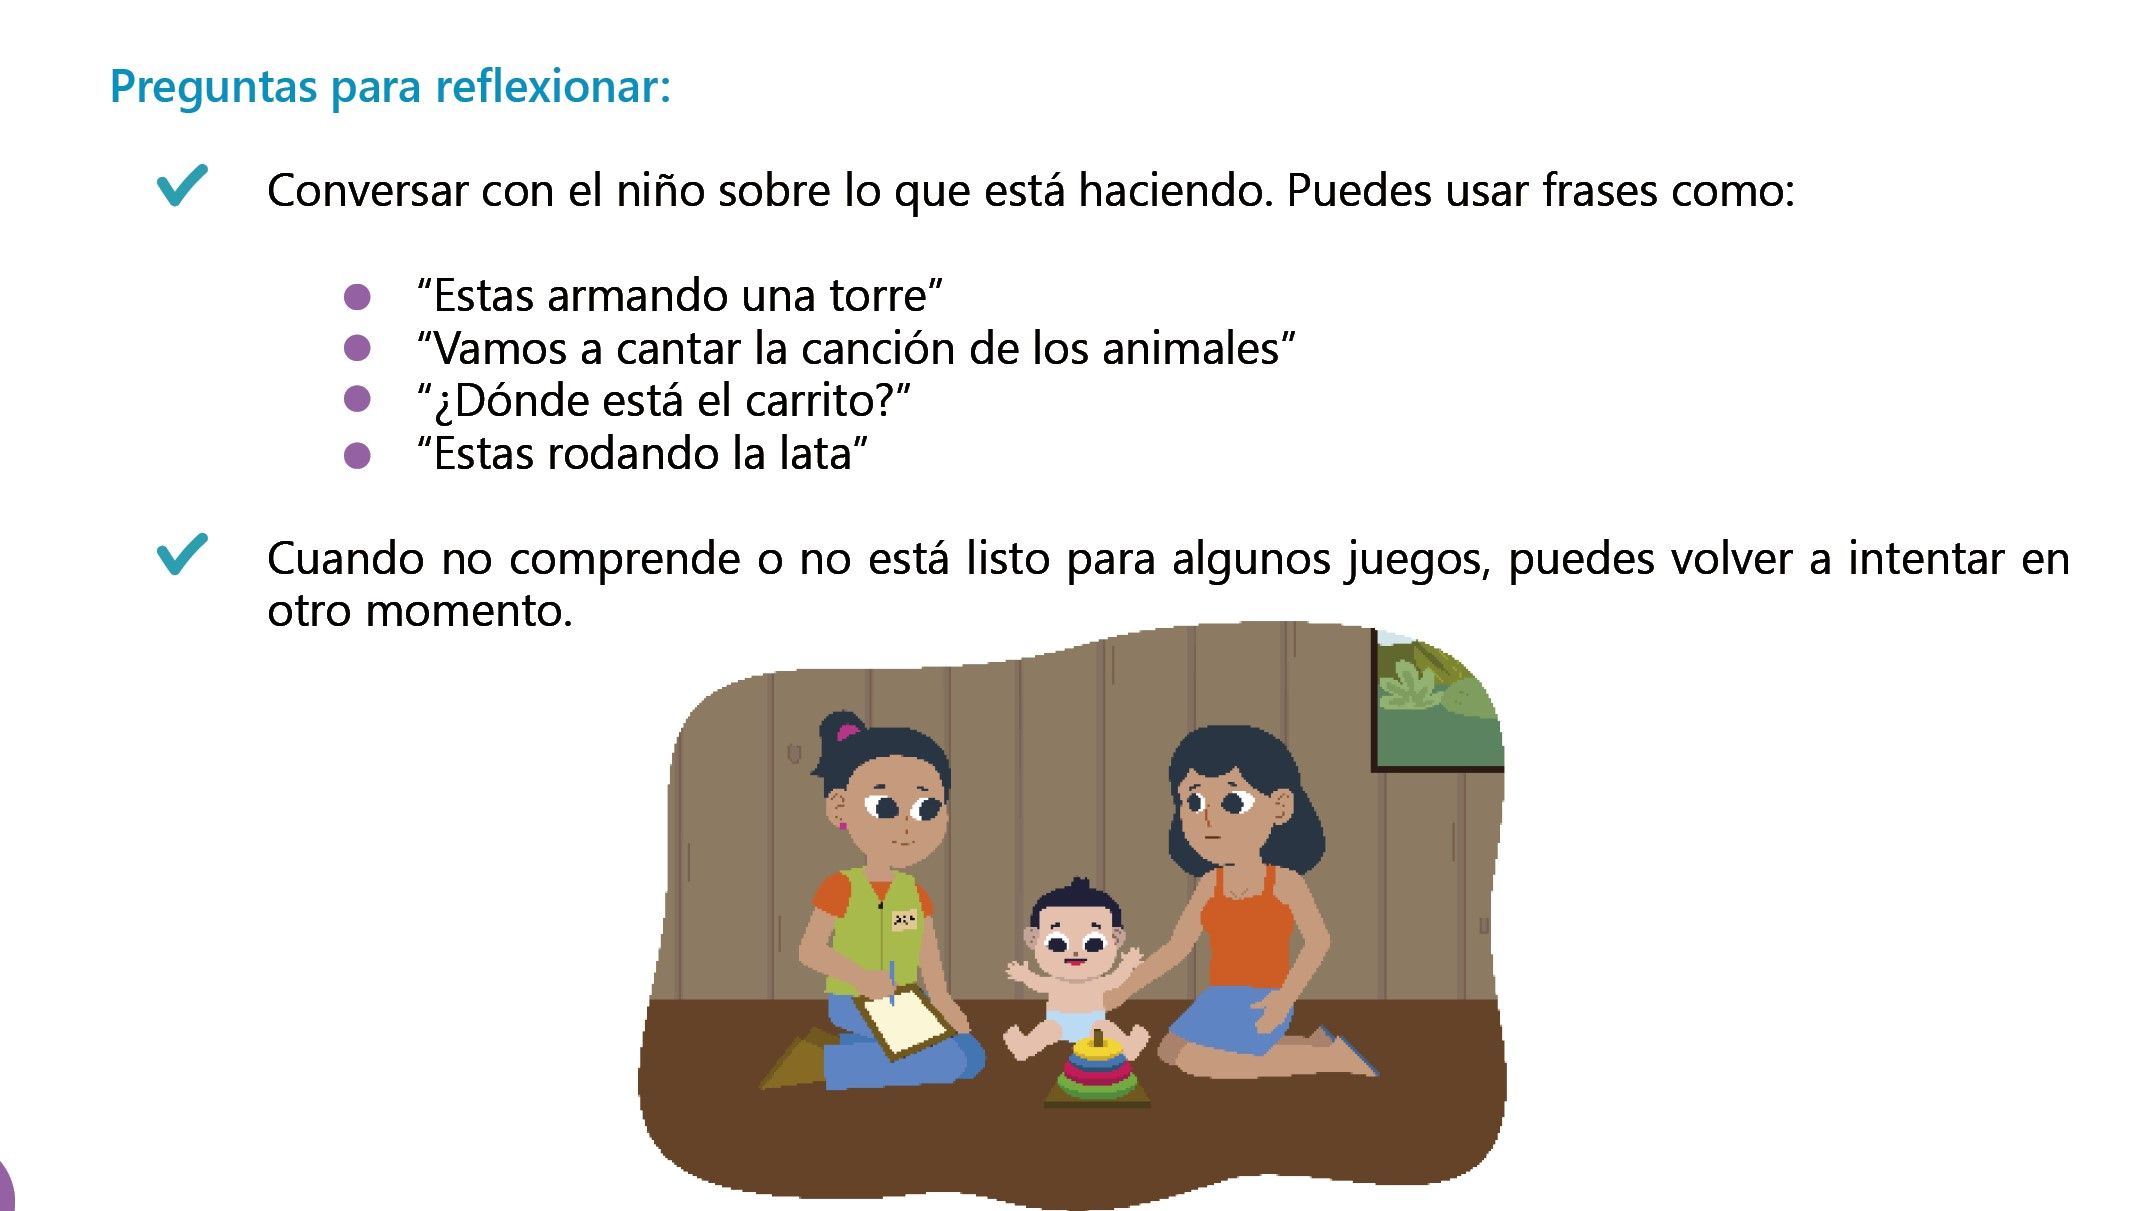 Preguntas para reflexionar:
Conversar con el niño sobre lo que está haciendo. Puedes usar frases como:
“Estas armando una torre”
“Vamos a cantar la canción de los animales”
“¿Dónde está el carrito?”
“Estas rodando la lata”
Cuando no comprende o no está listo para algunos juegos, puedes volver a intentar en
otro momento.